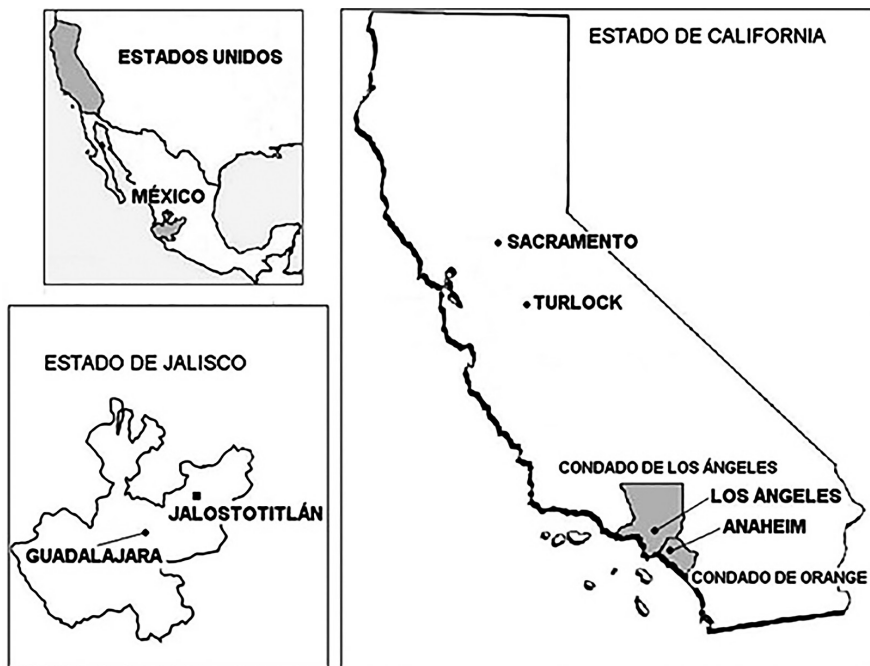 ESTADOS UNIDOS
MÉXICO
ESTADO DE JALISCO
JALOSTOTITLÁN
GUADALAJARA
ESTADO DE CALIFORNIA
SACRAMENTO
TURLOCK
CONDADO DE LOS ÁNGELES
LOS ÁNGELES
ANAHEIM
CONDADO DE ORANGE